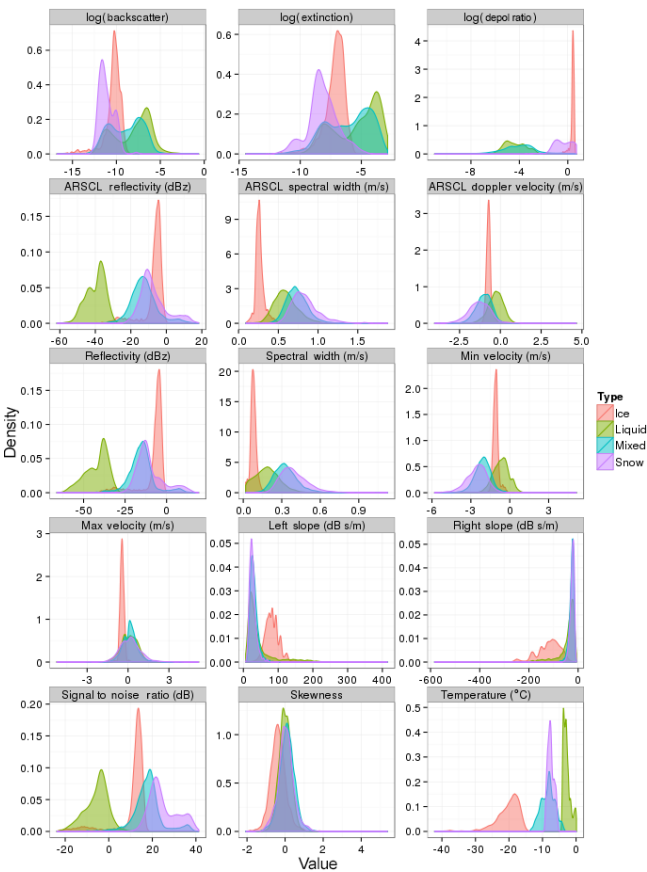 log(backscatter) log(extinction) log(depol ratio)
0.6 0.6 4
0.4 0.4 3
0.2 0.2 2
1
0.0 0.0 0
-15 -10 -5 0 -15 -10 -5 -8 -4 0
ARSCL reflectivity (dBz) ARSCL spectral width (m/s) ARSCL doppler velocity (m/s)
0.15 9 3
0.10 6 2
0.05 3 1
0.00 0 0
-60 -40 -20 0 20 0.0 0.5 1.0 1.5 -2.5 0.0 2.5 5.0
Reflectivity (dBz) Spectral width (m/s) Min velocity (m/s)
0.15 20 2.0
0.10 15 1.5
10 1.0
0.05 5 0.5
0.00 0 0.0
-50 -25 0 0.0 0.3 0.6 0.9 -6 -3 0 3
Max velocity (m/s) Left slope (dB s/m) Right slope (dB s/m)
3 0.05 0.05
0.04 0.04
2 0.03 0.03
1 0.02 0.02
0.01 0.01
0 0.00 0.00
-3 0 3 0 100 200 300 400 -600 -400 -200 0
Signal to noise ratio (dB) Skewness Temperature (°C)
0.20 0.5
0.15 1.0 0.4
0.10 0.3
0.5 0.2
0.05 0.1
0.00 0.0 0.0
-20 0 20 40 -2 0 2 4 -40 -30 -20 -10 0
Density
Value
Type
Ice
Liquid
Mixed
Snow